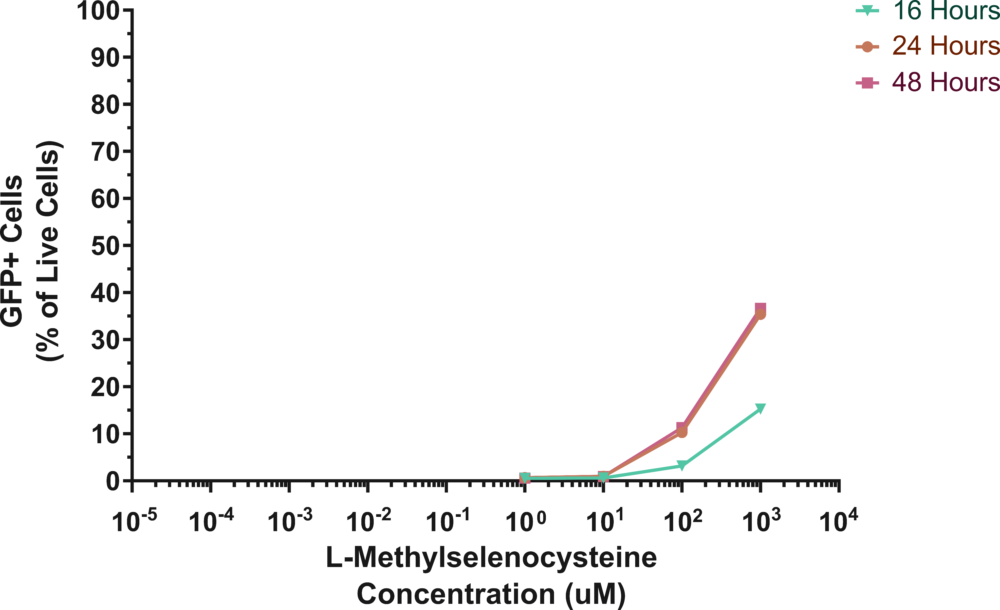 GFP+ Cells
(% of Live Cells)
100
90
80
70
60
50
40
30
20
10
0
10⁻⁵ 10⁻⁴ 10⁻³ 10⁻² 10⁻¹ 10⁰ 10¹ 10² 10³ 10⁴
L-Methylselenocysteine
Concentration (uM)
16 Hours
24 Hours
48 Hours